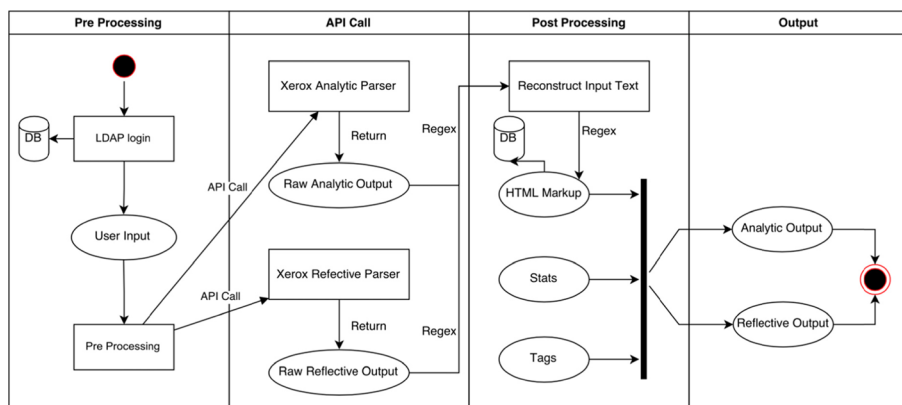 Pre Processing
API Call
Post Processing
Output
DB
LDAP login
User Input
Pre Processing
API Call
API Call
Xerox Analytic Parser
Return
Regex
Raw Analytic Output
Xerox Refective Parser
Return
Regex
Raw Reflective Output
Reconstruct Input Text
DB
Regex
HTML Markup
Stats
Tags
Analytic Output
Reflective Output